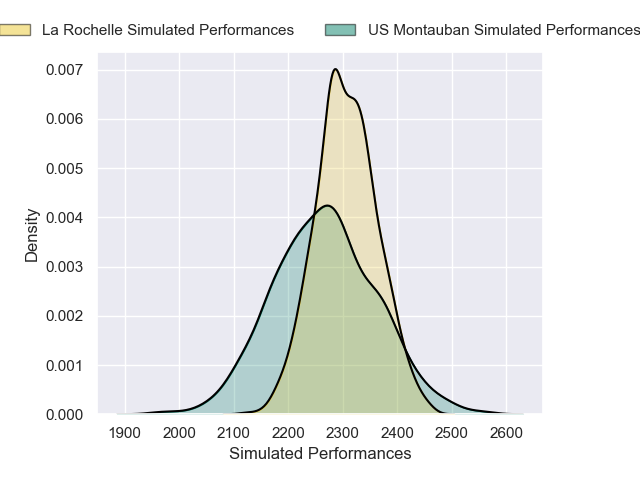 La Rochelle Simulated Performances US Montauban Simulated Performances
0.007
0.006
0.005
0.004
0.003
0.002
0.001
0.000
Density
1900 2000 2100 2200 2300 2400 2500 2600
Simulated Performances